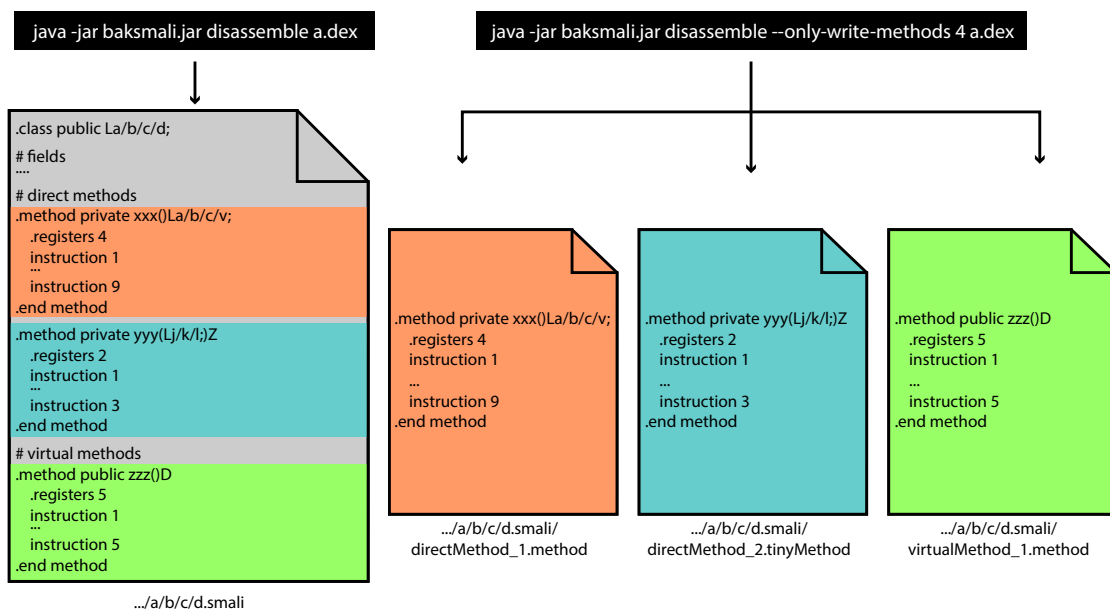 java -jar baksmali.jar disassemble a.dex
java -jar baksmali.jar disassemble --only-write-methods 4 a.dex
.class public La/b/c/d;
# fields
....
# direct methods
.method private xxx()La/b/c/v;
.registers 4
instruction 1
...
instruction 9
.end method
.method private yyy(Lj/k/l;)Z
.registers 2
instruction 1
...
instruction 3
.end method
# virtual methods
.method public zzz()D
.registers 5
instruction 1
...
instruction 5
.end method
.../a/b/c/d.smali
.method private xxx()La/b/c/v;
.registers 4
instruction 1
...
instruction 9
.end method
.../a/b/c/d.smali/
directMethod_1.method
.method private yyy(Lj/k/l;)Z
.registers 2
instruction 1
...
instruction 3
.end method
.../a/b/c/d.smali/
directMethod_2.tinyMethod
.method public zzz()D
.registers 5
instruction 1
...
instruction 5
.end method
.../a/b/c/d.smali/
virtualMethod_1.method